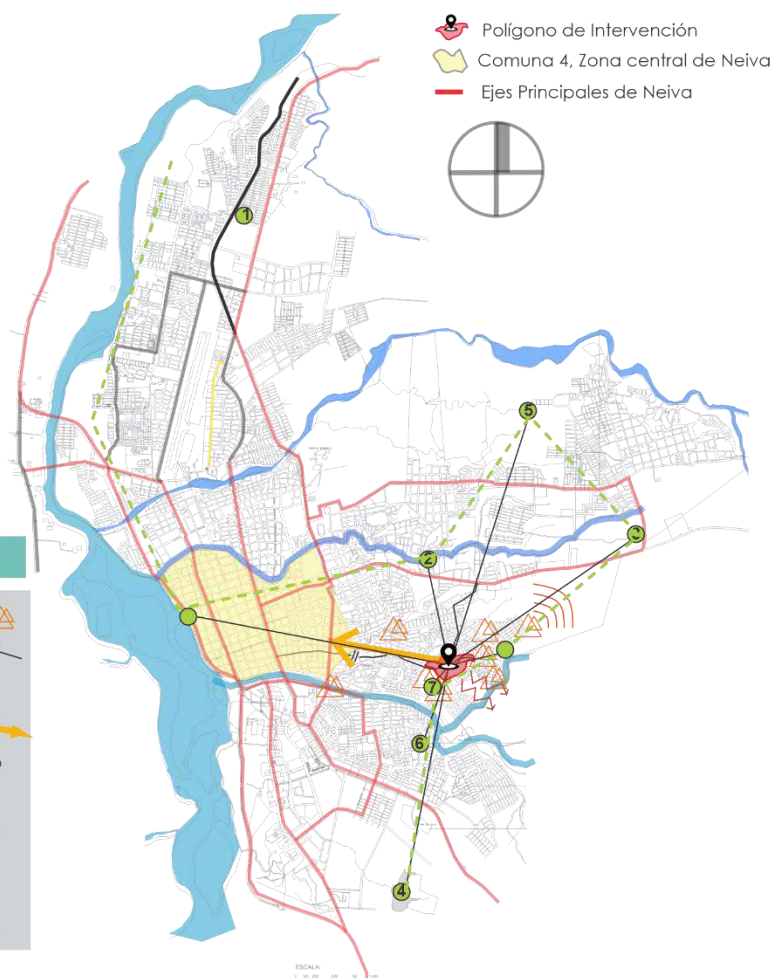 Polígono de Intervención
Comuna 4, Zona central de Neiva
Ejes Principales de Neiva
1
5
2
3
7
6
4
ESCALA: